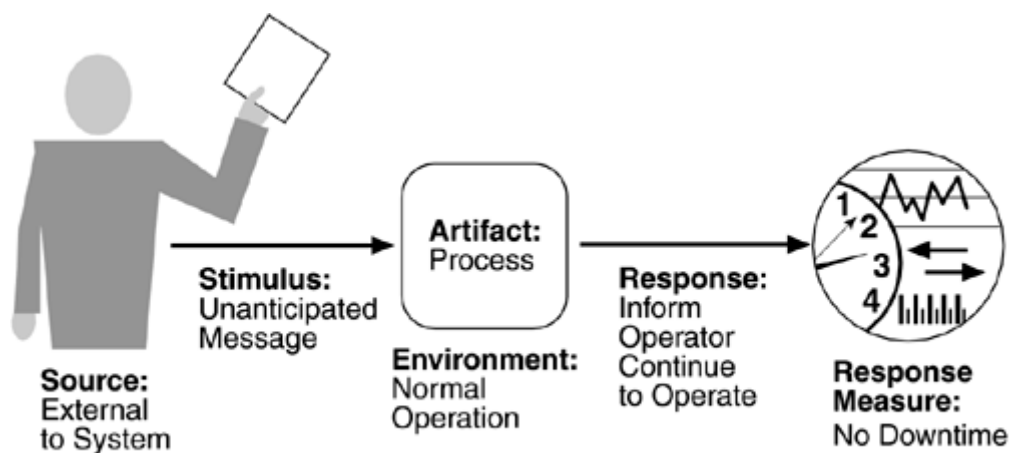 Source:
External
to System
Stimulus:
Unanticipated
Message
Artifact:
Process
Environment:
Normal
Operation
Response:
Inform
Operator
Continue
to Operate
1
2
3
4
Response
Measure:
No Downtime